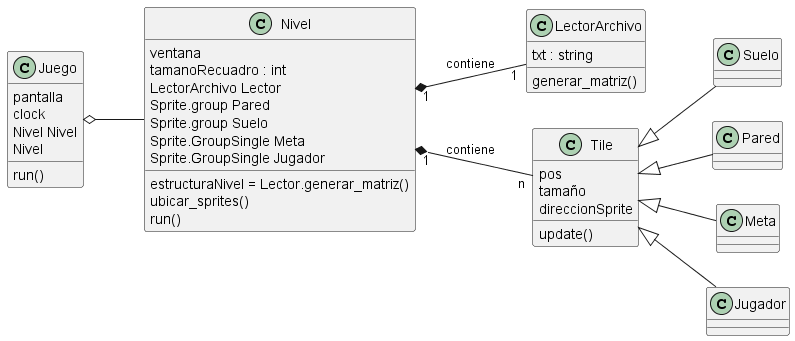 C Juego
pantalla
clock
Nivel Nivel
Nivel
run()
C Nivel
ventana
tamanoRecuadro : int
LectorArchivo Lector
Sprite.group Pared
Sprite.group Suelo
Sprite.GroupSingle Meta
Sprite.GroupSingle Jugador
estructuraNivel = Lector.generar_matriz()
ubicar_sprites()
run()
contiene
1
1
contiene
1
n
C LectorArchivo
txt : string
generar_matriz()
C Tile
pos
tamaño
direccionSprite
update()
C Suelo
C Pared
C Meta
C Jugador